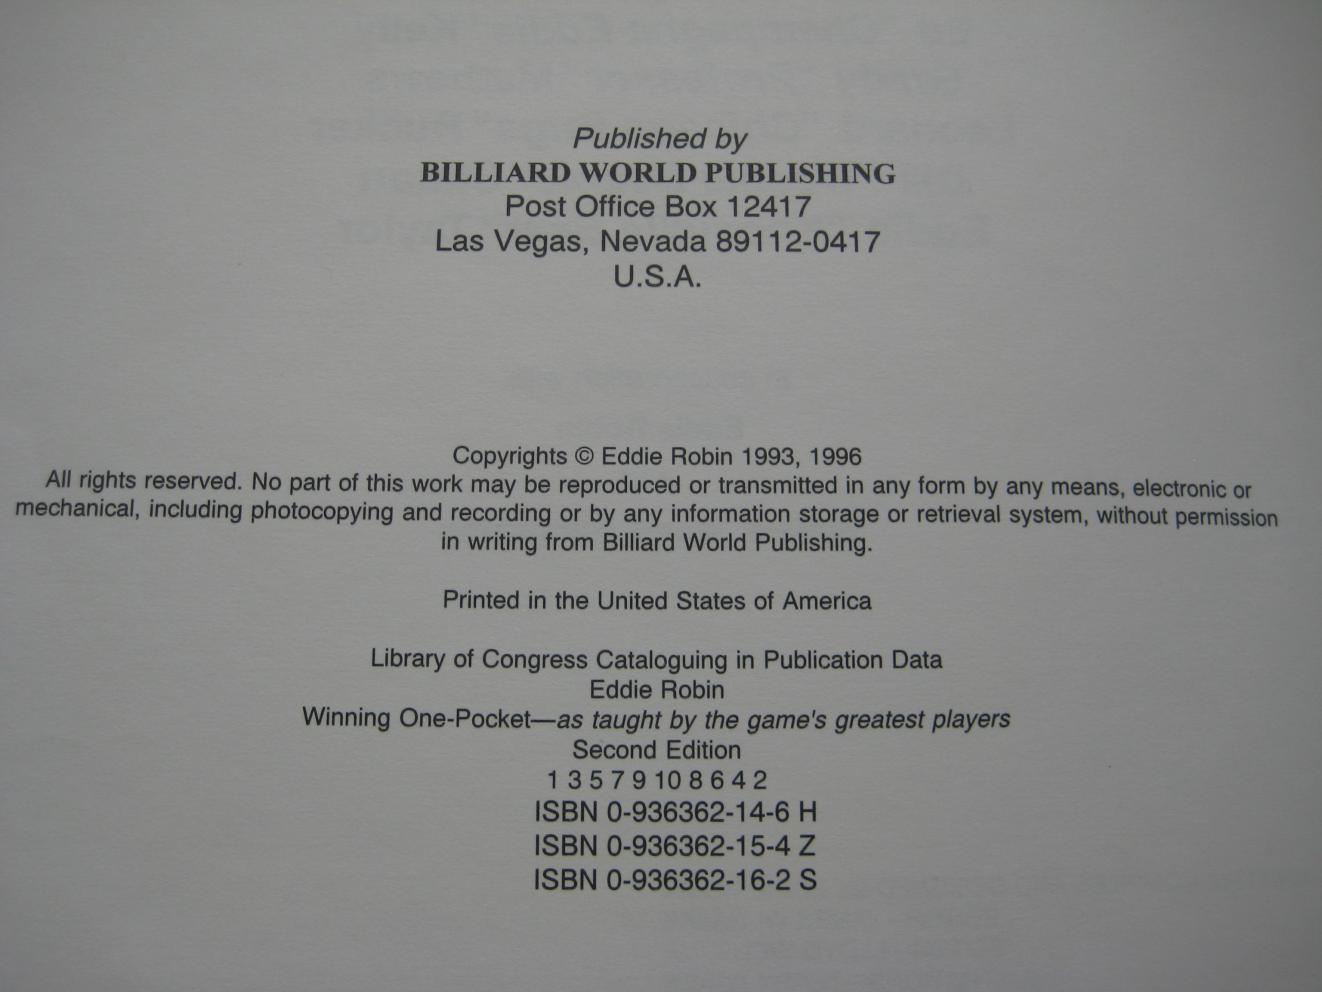 Published by
BILLIARD WORLD PUBLISHING
Post Office Box 12417
Las Vegas, Nevada 89112-0417
U.S.A.
Copyrights © Eddie Robin 1993, 1996
All rights reserved. No part of this work may be reproduced or transmitted in any form by any means, electronic or
mechanical, including photocopying and recording or by any information storage or retrieval system, without permission
in writing from Billiard World Publishing.
Printed in the United States of America
Library of Congress Cataloguing in Publication Data
Eddie Robin
Winning One-Pocket—as taught by the game's greatest players
Second Edition
1 3 5 7 9 10 8 6 4 2
ISBN 0-936362-14-6 H
ISBN 0-936362-15-4 Z
ISBN 0-936362-16-2 S